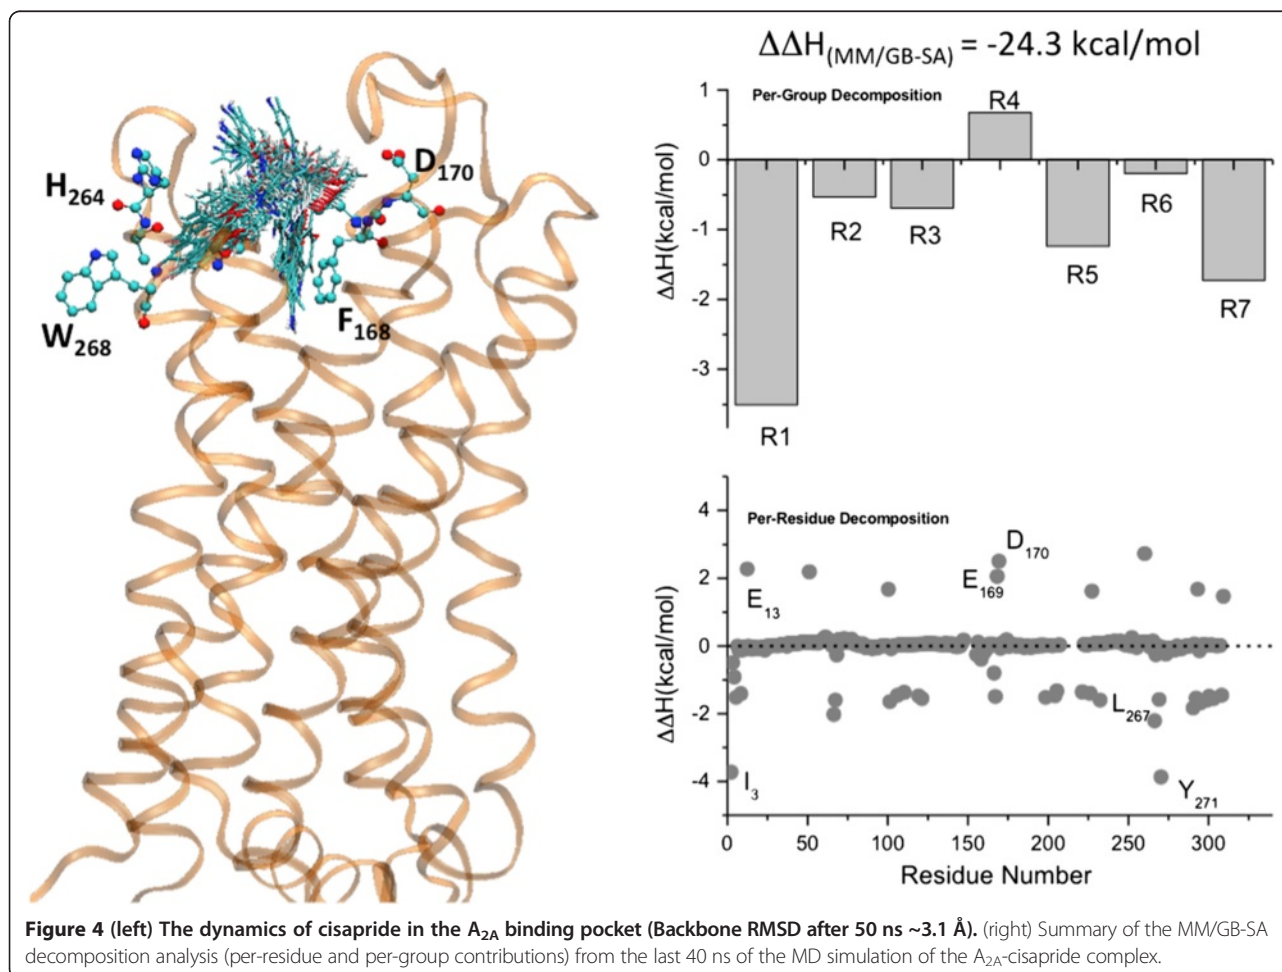 ΔΔH(MM/GB-SA) = -24.3 kcal/mol
H264
D170
W268
F168
Per-Group Decomposition
ΔΔH(kcal/mol)
1
0
-1
-2
-3
R1
R2
R3
R4
R5
R6
R7
Per-Residue Decomposition
ΔΔH(kcal/mol)
4
2
0
-2
-4
E13
E169
D170
L267
I3
Y271
0 50 100 150 200 250 300
Residue Number
Figure 4 (left) The dynamics of cisapride in the A2A binding pocket (Backbone RMSD after 50 ns ~3.1 Å). (right) Summary of the MM/GB-SA
decomposition analysis (per-residue and per-group contributions) from the last 40 ns of the MD simulation of the A2A-cisapride complex.